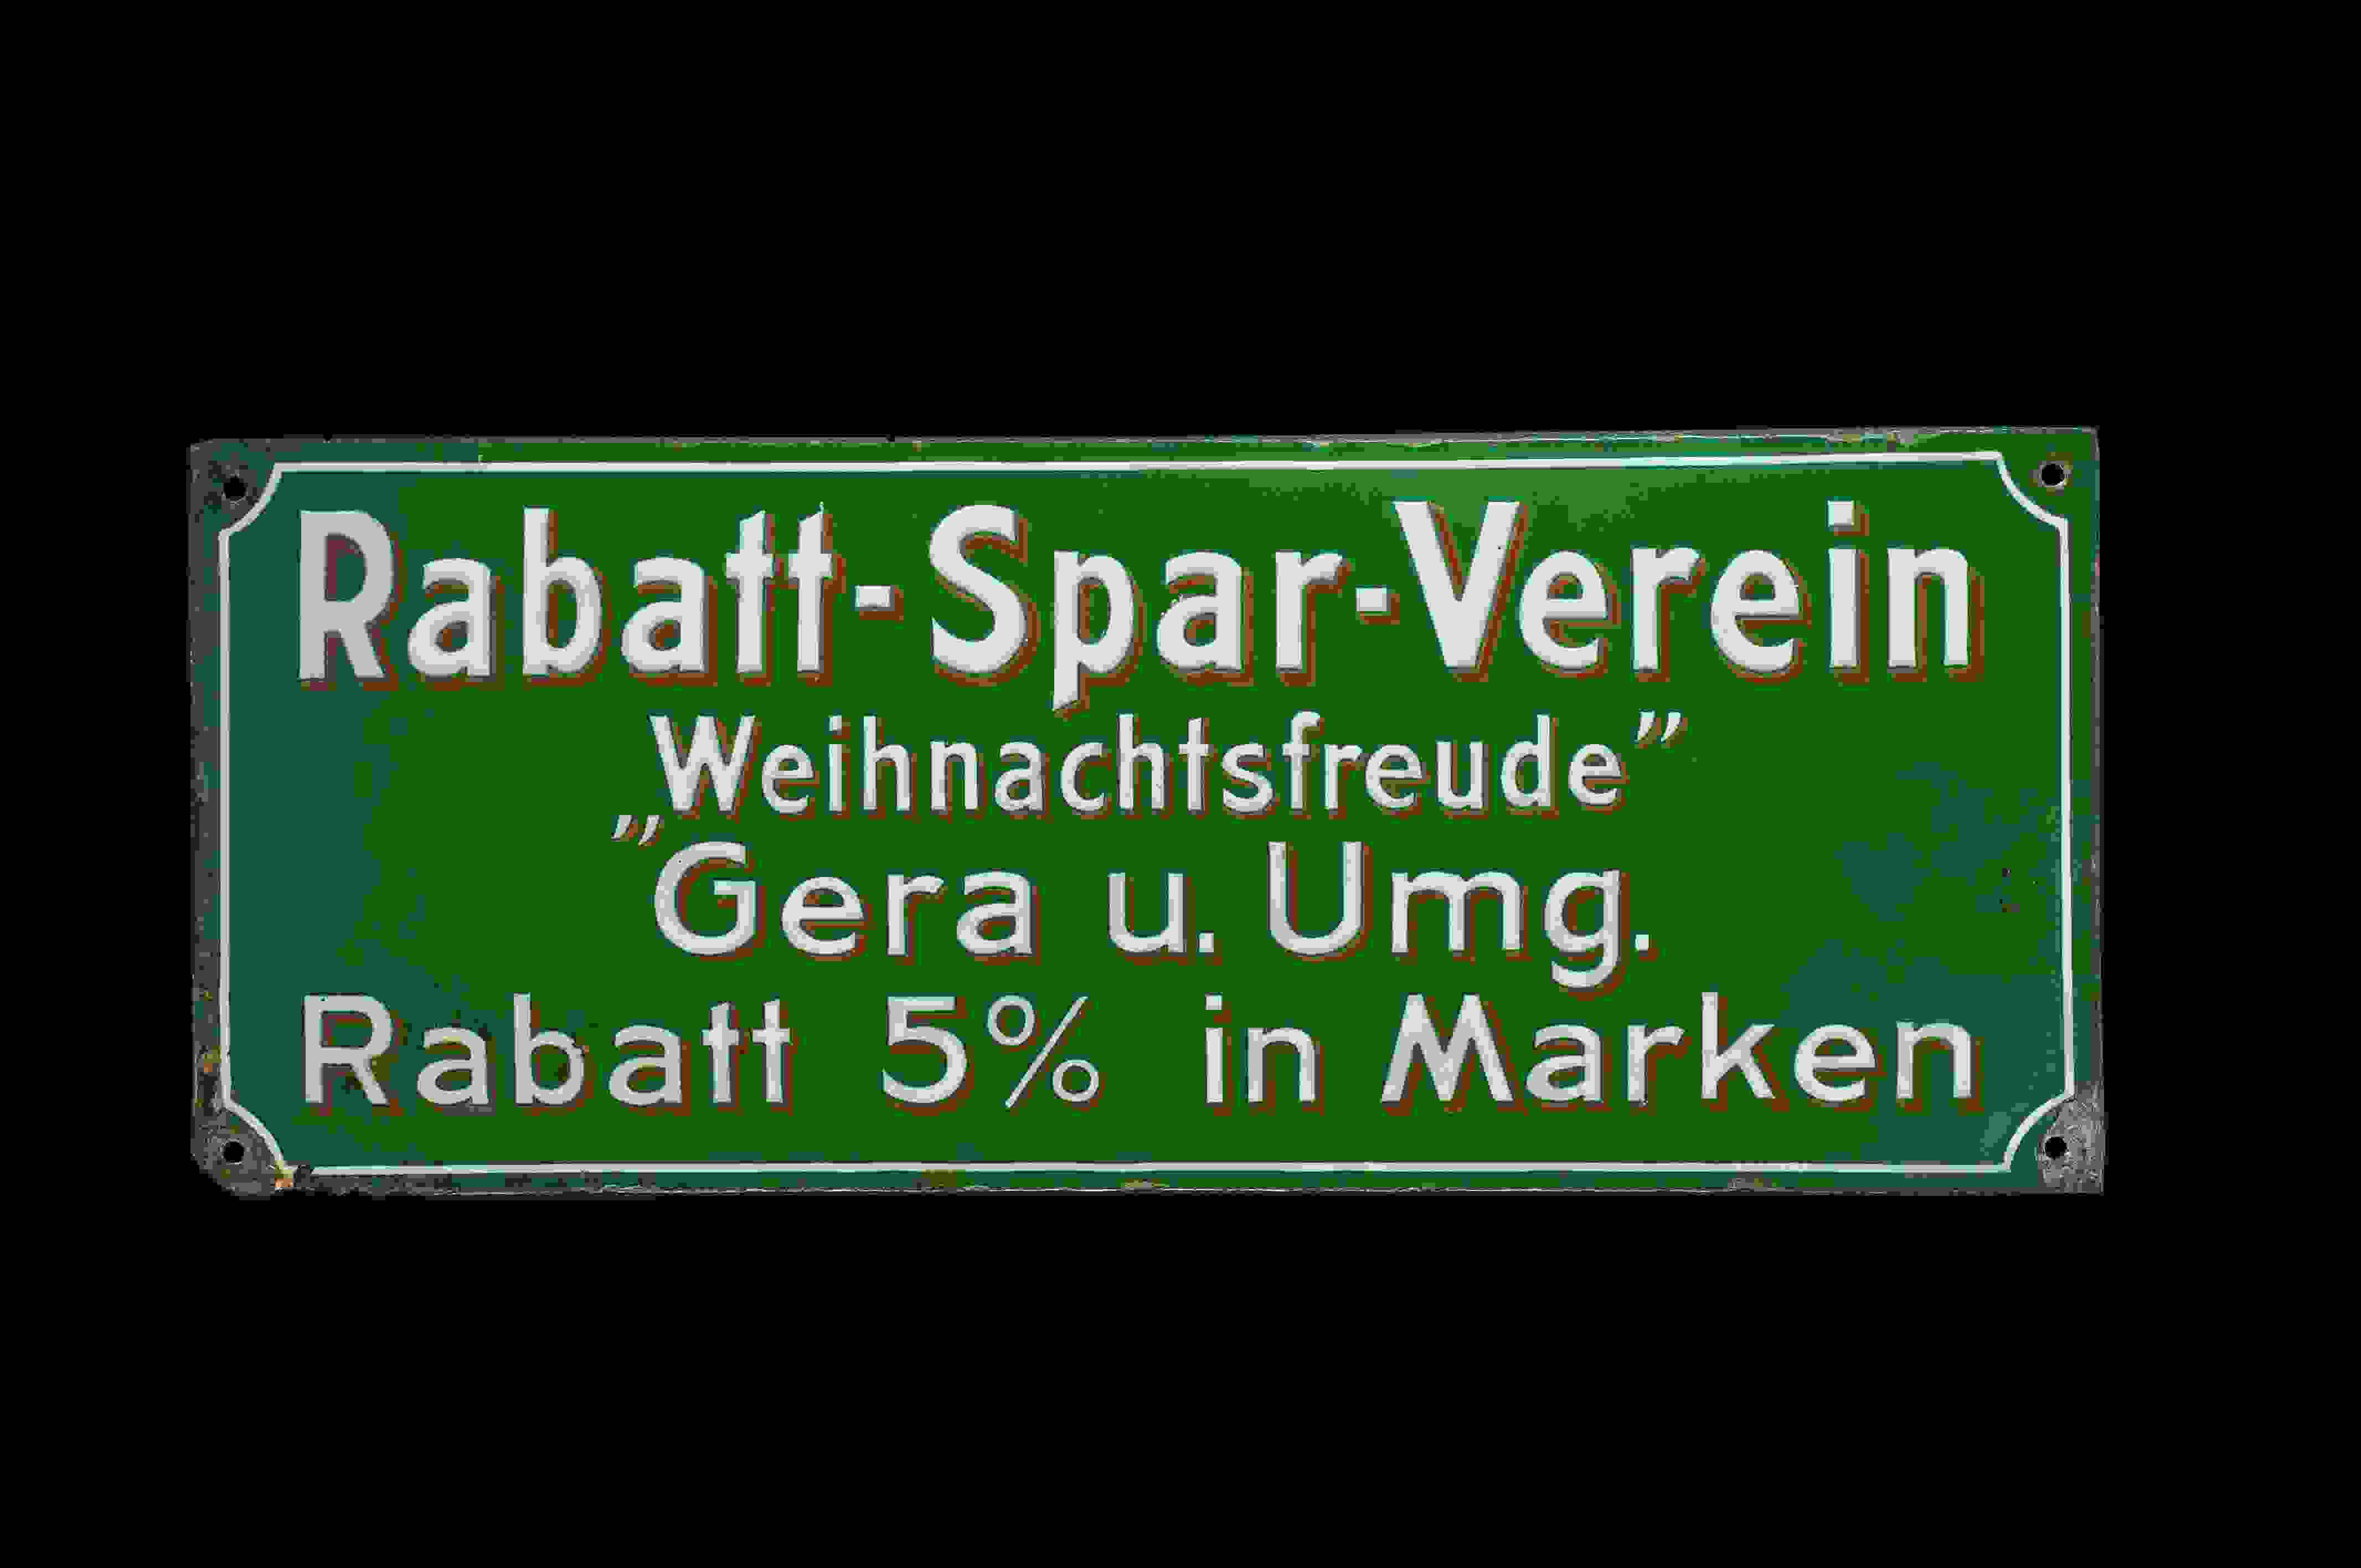 Rabatt-Spar-Verein
„Weihnachtsfreude”
Gera u. Umg.
Rabatt 5% in Marken